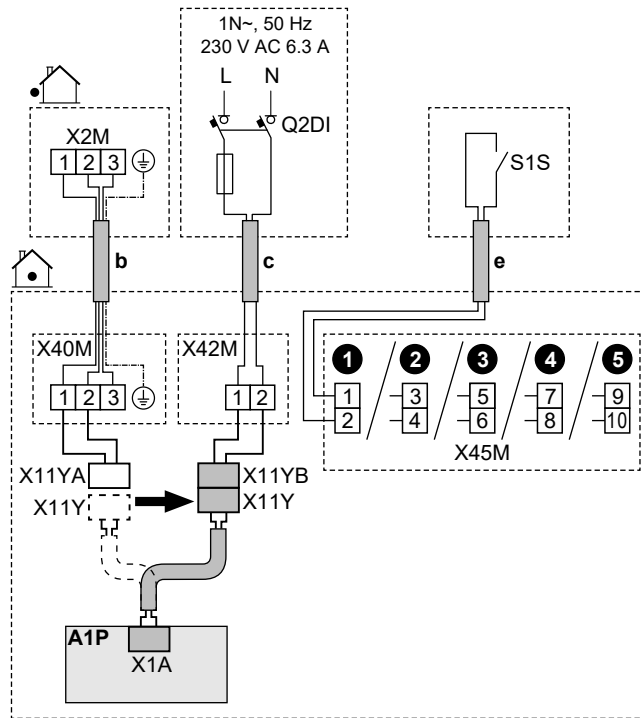 1N~, 50 Hz
230 V AC 6.3 A
L N
Q2DI
X2M
1 2 3
S1S
b
c
e
X40M
1 2 3
X42M
1 2
1 2 3 4 5
1 3 5 7 9
2 4 6 8 10
X45M
X11YA
X11YB
X11Y
X11Y
A1P
X1A